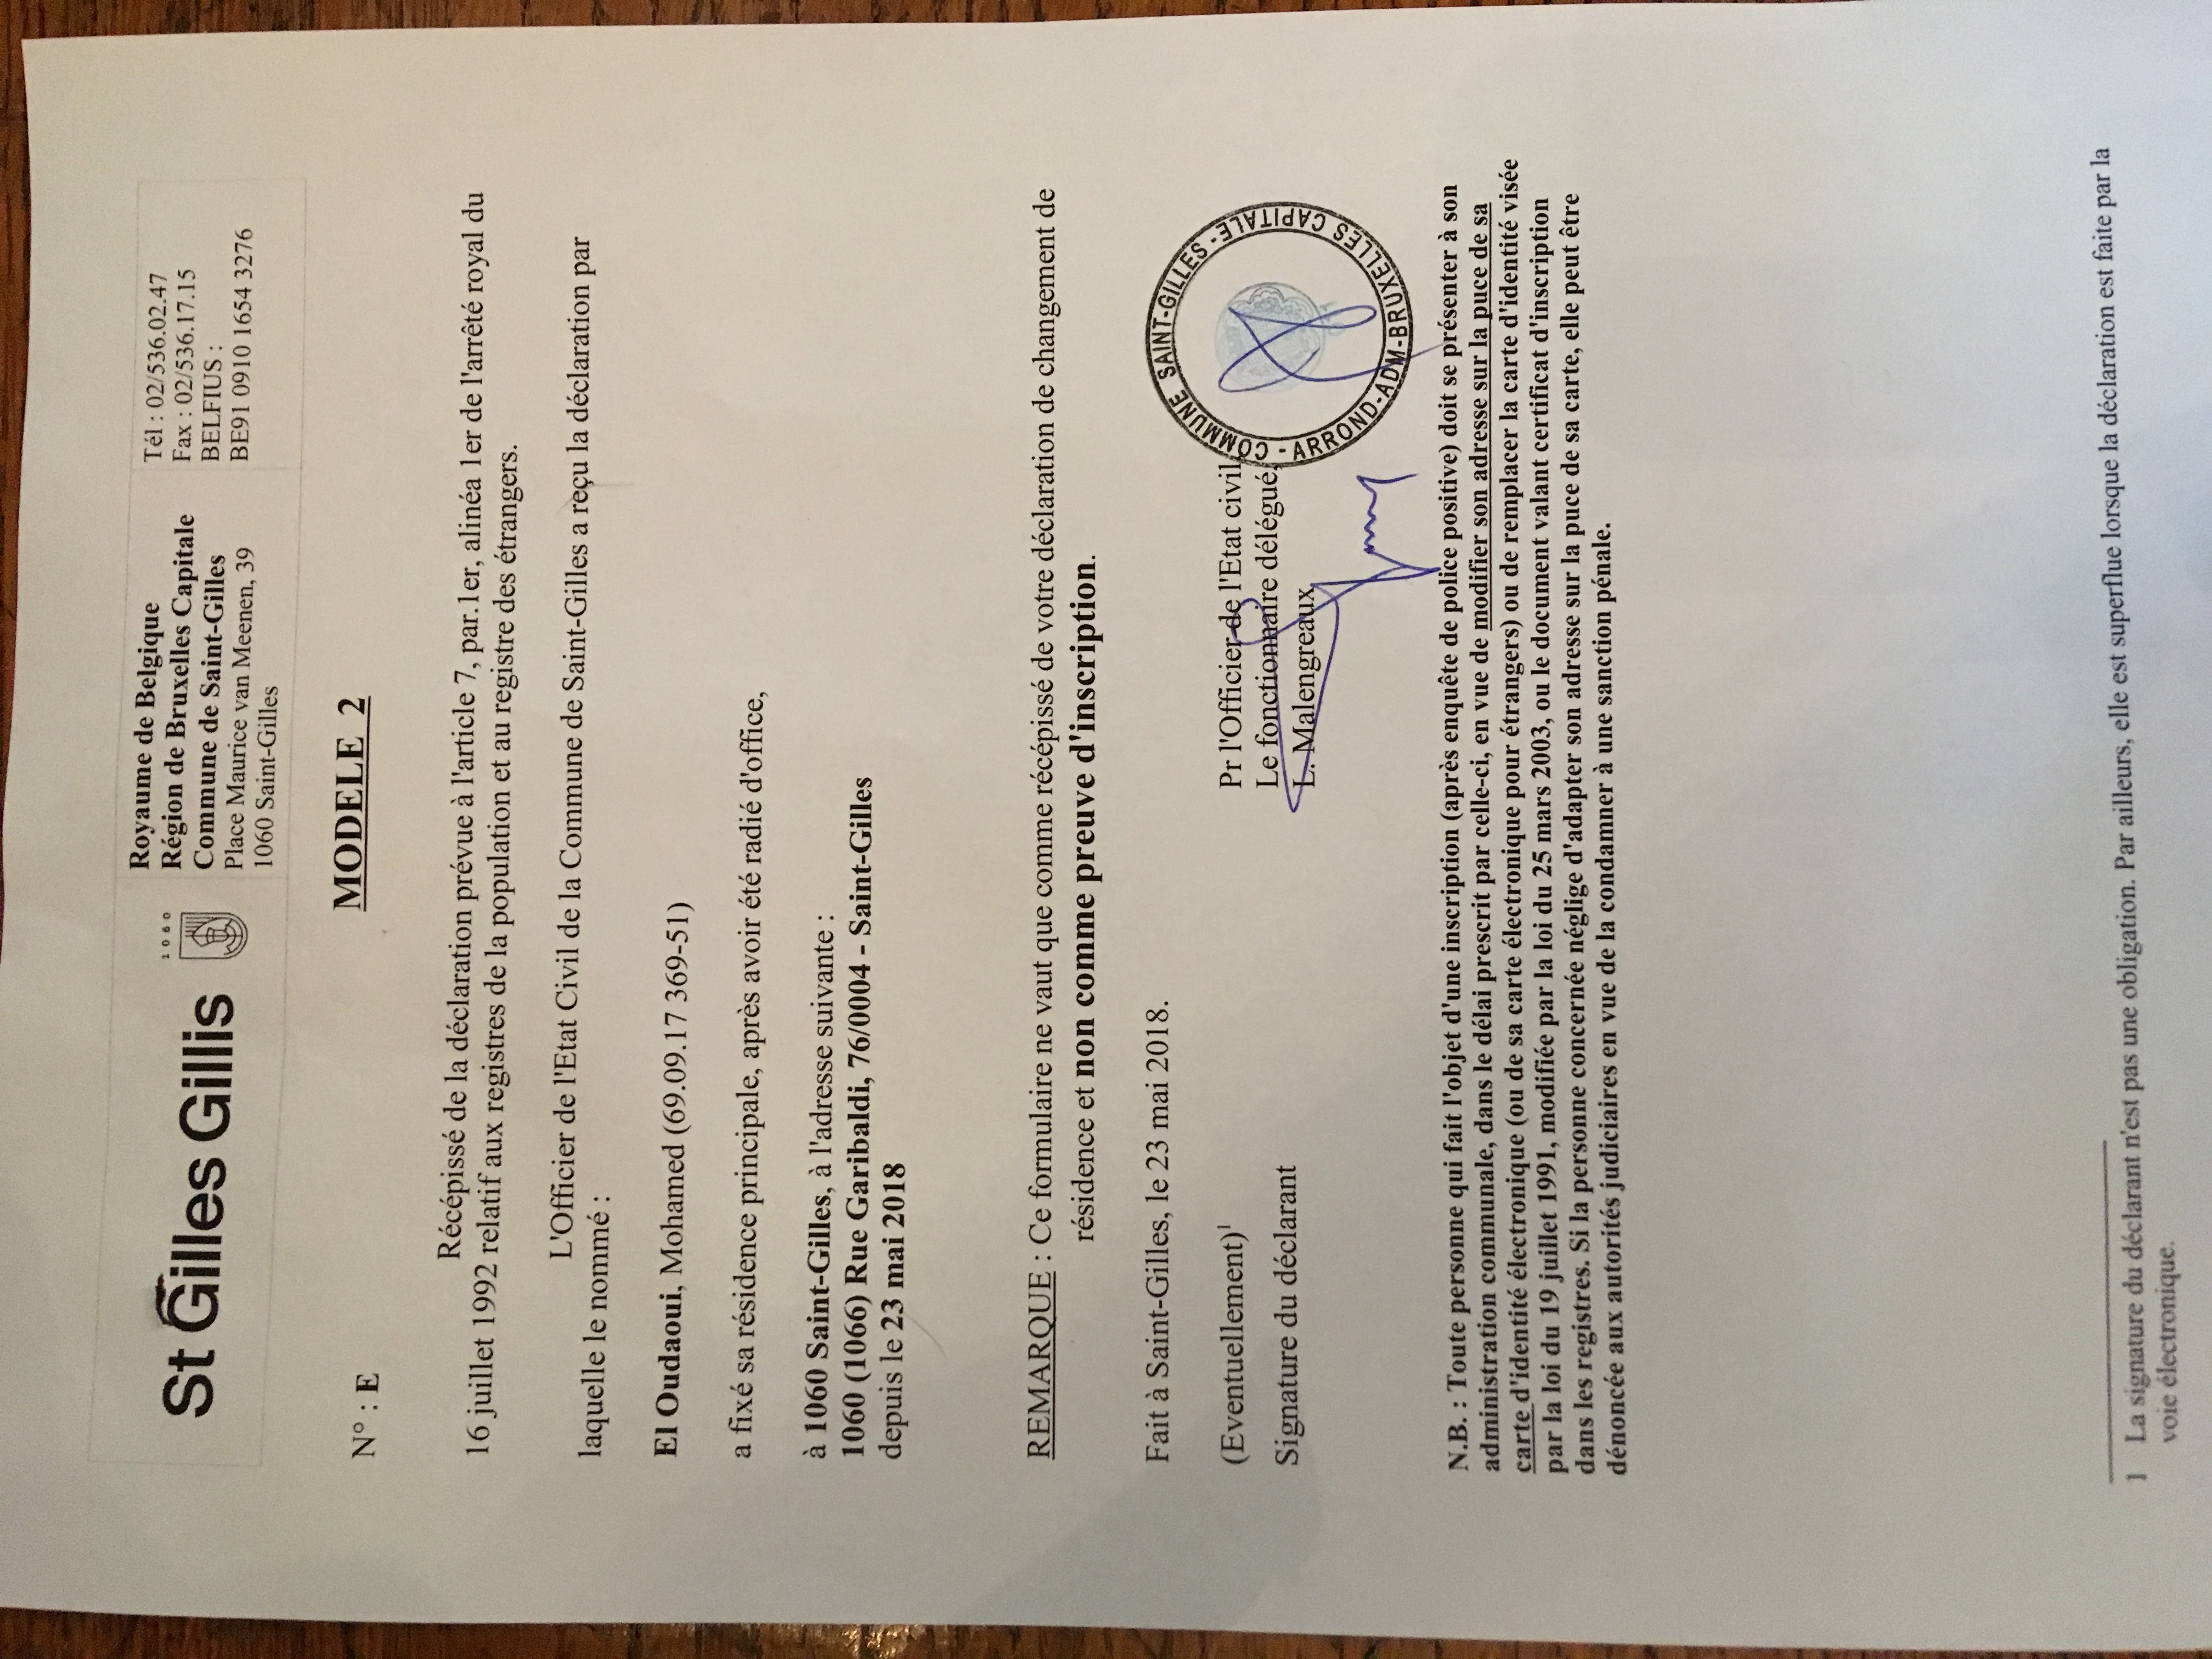 St Gilles Gillis
1060
Royaume de Belgique
Région de Bruxelles Capitale
Commune de Saint-Gilles
Place Maurice van Meenen, 39
1060 Saint-Gilles
Tél : 02/536.02.47
Fax : 02/536.17.15
BELFIUS :
BE91 0910 1654 3276
N° : E
MODELE 2
Récépissé de la déclaration prévue à l'article 7, par.1er, alinéa 1er de l'arrêté royal du
16 juillet 1992 relatif aux registres de la population et au registre des étrangers.
L'Officier de l'Etat Civil de la Commune de Saint-Gilles a reçu la déclaration par
laquelle le nommé :
El Oudaoui, Mohamed (69.09.17 369-51)
a fixé sa résidence principale, après avoir été radié d'office,
à 1060 Saint-Gilles, à l'adresse suivante :
1060 (1066) Rue Garibaldi, 76/0004 - Saint-Gilles
depuis le 23 mai 2018
REMARQUE : Ce formulaire ne vaut que comme récépissé de votre déclaration de changement de
résidence et non comme preuve d'inscription.
Fait à Saint-Gilles, le 23 mai 2018.
(Eventuellement)1
Signature du déclarant
Pr l'Officier de l'Etat civil,
Le fonctionnaire délégué,
L. Malengreaux
COMMUNE SAINT-GILLES - ARROND-ADM-BRUXELLES CAPITALE -
N.B. : Toute personne qui fait l'objet d'une inscription (après enquête de police positive) doit se présenter à son
administration communale, dans le délai prescrit par celle-ci, en vue de modifier son adresse sur la puce de sa
carte d'identité électronique (ou de sa carte électronique pour étrangers) ou de remplacer la carte d'identité visée
par la loi du 19 juillet 1991, modifiée par la loi du 25 mars 2003, ou le document valant certificat d'inscription
dans les registres. Si la personne concernée néglige d'adapter son adresse sur la puce de sa carte, elle peut être
dénoncée aux autorités judiciaires en vue de la condamner à une sanction pénale.
1 La signature du déclarant n'est pas une obligation. Par ailleurs, elle est superflue lorsque la déclaration est faite par la
voie électronique.